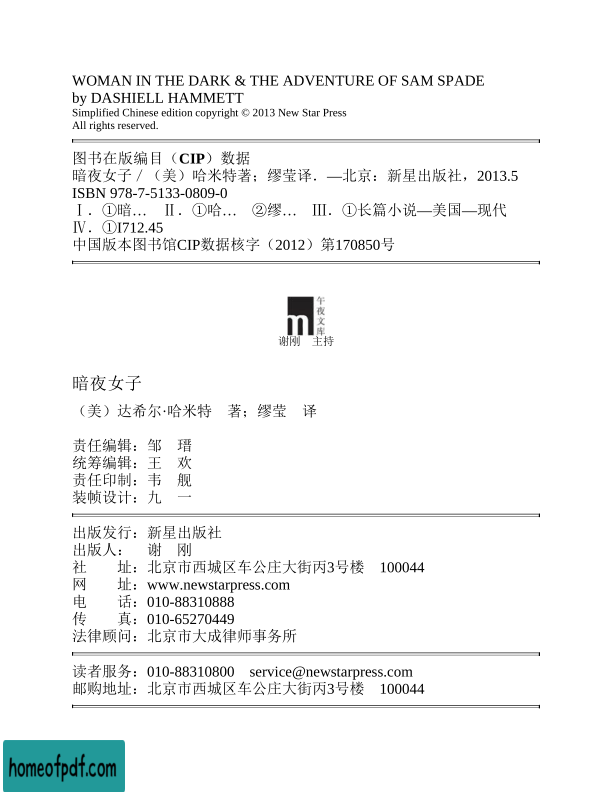 WOMAN IN THE DARK & THE ADVENTURE OF SAM SPADE
by DASHIELL HAMMETT
Simplified Chinese edition copyright © 2013 New Star Press
All rights reserved.
图书在版编目（CIP）数据
暗夜女子／（美）哈米特著；缪莹译．—北京：新星出版社，2013.5
ISBN 978-7-5133-0809-0
Ⅰ．①暗… Ⅱ．①哈… ②缪… Ⅲ．①长篇小说—美国—现代
Ⅳ．①I712.45
中国版本图书馆CIP数据核字（2012）第170850号
m
午夜文库
谢刚 主持
暗夜女子
（美）达希尔·哈米特 著；缪莹 译
责任编辑：邹 瑨
统筹编辑：王 欢
责任印制：韦 舰
装帧设计：九 一
出版发行：新星出版社
出版人： 谢 刚
社 址：北京市西城区车公庄大街丙3号楼 100044
网 址：www.newstarpress.com
电 话：010-88310888
传 真：010-65270449
法律顾问：北京市大成律师事务所
读者服务：010-88310800 service@newstarpress.com
邮购地址：北京市西城区车公庄大街丙3号楼 100044
homeofpdf.com